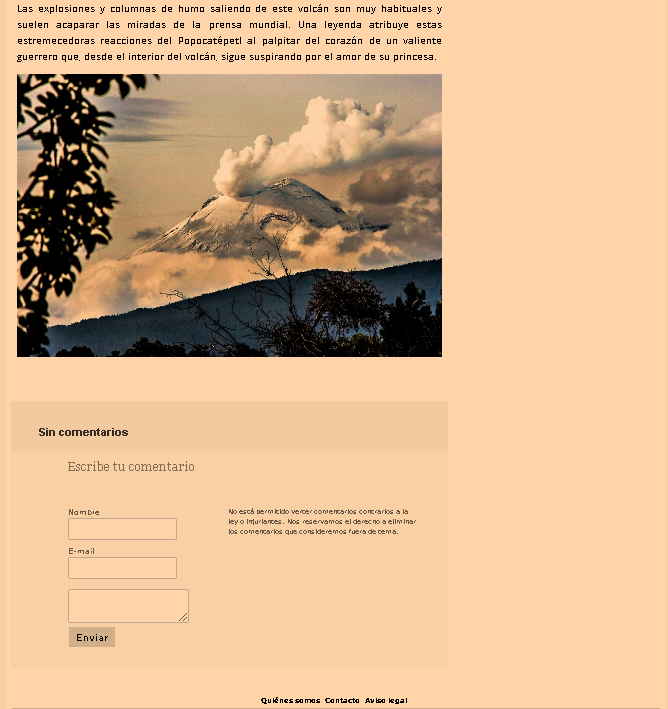 Las explosiones y columnas de humo saliendo de este volcán son muy habituales y
suelen acaparar las miradas de la prensa mundial. Una leyenda atribuye estas
estremecedoras reacciones del Popocatépetl al palpitar del corazón de un valiente
guerrero que, desde el interior del volcán, sigue suspirando por el amor de su princesa.
Sin comentarios
Escribe tu comentario
Nombre
No está permitido verter comentarios contrarios a la
ley o injuriantes. Nos reservamos el derecho a eliminar
los comentarios que consideremos fuera de tema.
E-mail
Enviar
Quiénes somos Contacto Aviso legal